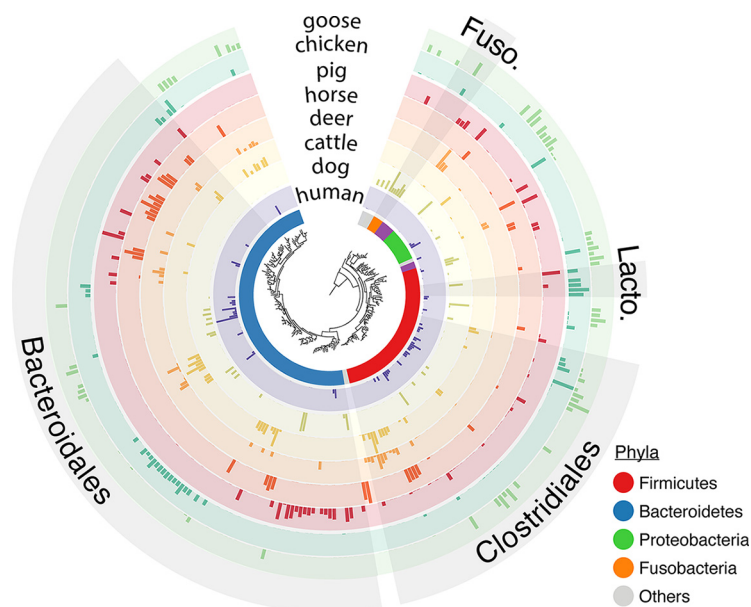 goose
chicken
pig
horse
deer
cattle
dog
human
Fuso.
Lacto.
Clostridiales
Bacteroidales
Phyla
Firmicutes
Bacteroidetes
Proteobacteria
Fusobacteria
Others